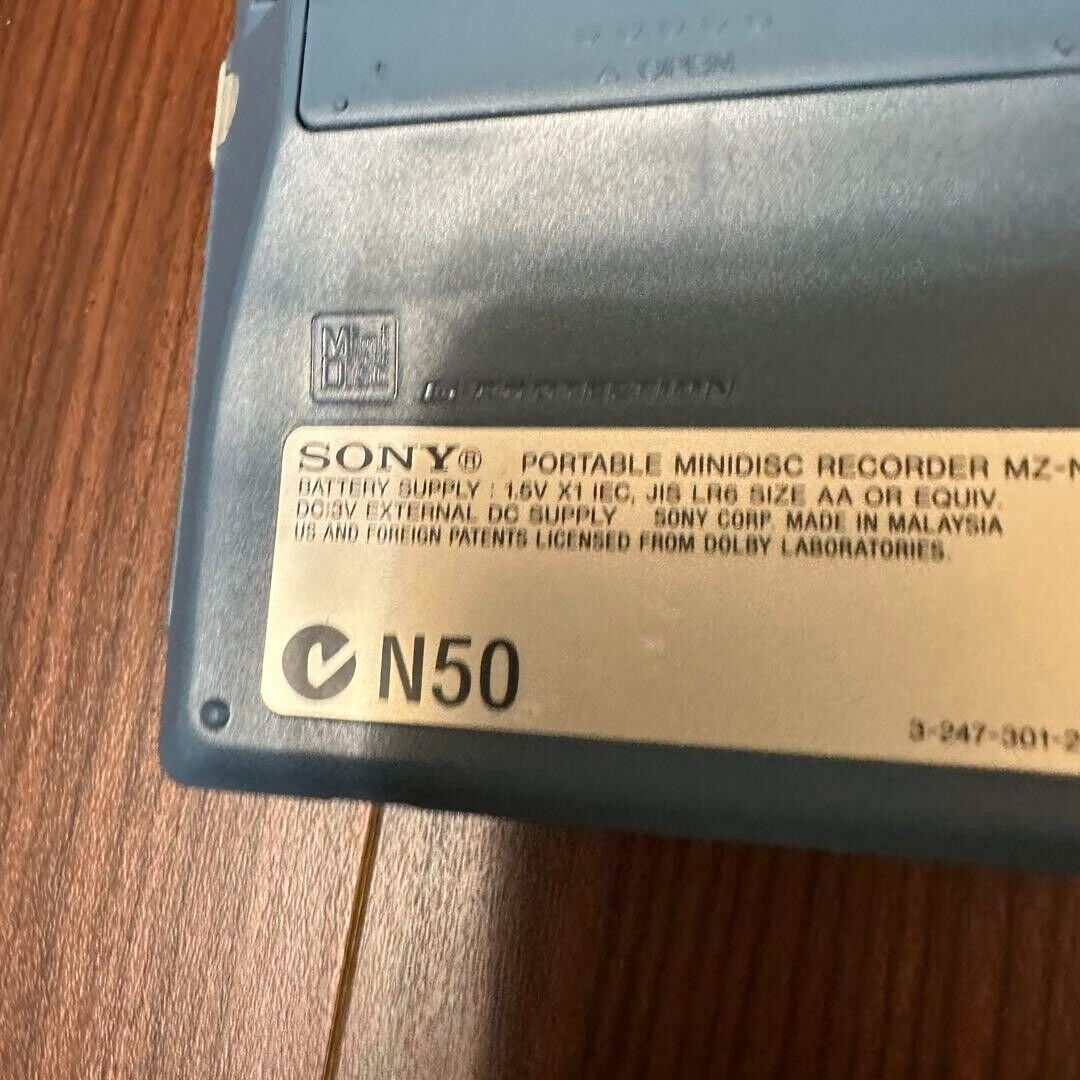 OPEN
Mini
Disc
G-PROTECTION
SONY® PORTABLE MINIDISC RECORDER MZ-N
BATTERY SUPPLY : 1.5V X1 IEC, JIS LR6 SIZE AA OR EQUIV.
DC:3V EXTERNAL DC SUPPLY SONY CORP. MADE IN MALAYSIA
US AND FOREIGN PATENTS LICENSED FROM DOLBY LABORATORIES.
N50
3-247-301-2